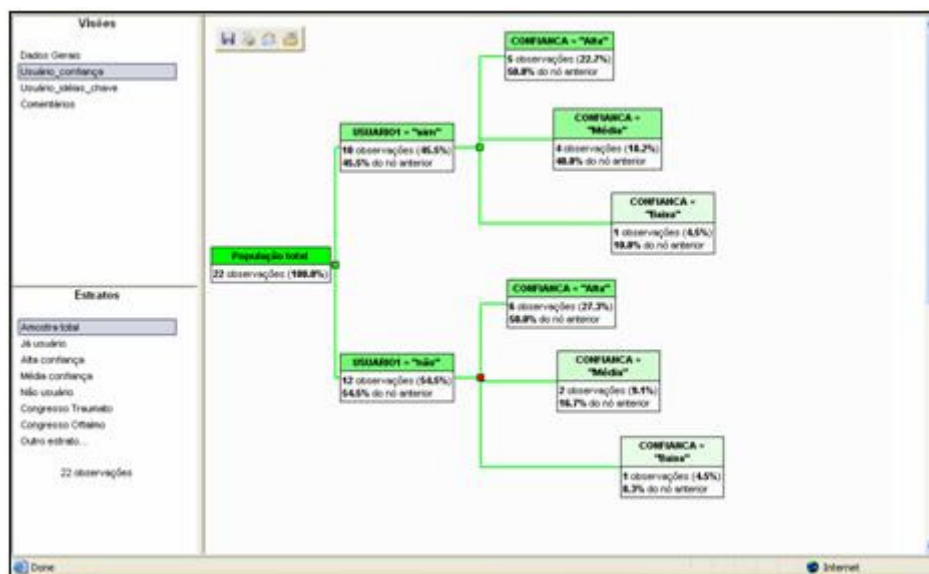 Visões
Dados Gerais
Usuário_confiança
Usuário_idéias_chave
Comentários
Estratos
Amostra total
Já usuário
Alta confiança
Média confiança
Não usuário
Congresso Traumato
Congresso Oftalmo
Outro estrato...
22 observações
População total
22 observações (100.0%)
USUARIO1 = "sim"
10 observações (45.5%)
45.5% do nó anterior
CONFIANCA = "Alta"
5 observações (22.7%)
50.0% do nó anterior
CONFIANCA =
"Média"
4 observações (18.2%)
40.0% do nó anterior
CONFIANCA =
"Baixa"
1 observações (4.5%)
10.0% do nó anterior
USUARIO1 = "não"
12 observações (54.5%)
54.5% do nó anterior
CONFIANCA = "Alta"
6 observações (27.3%)
50.0% do nó anterior
CONFIANCA =
"Média"
2 observações (9.1%)
16.7% do nó anterior
CONFIANCA =
"Baixa"
1 observações (4.5%)
8.3% do nó anterior
Done
Internet